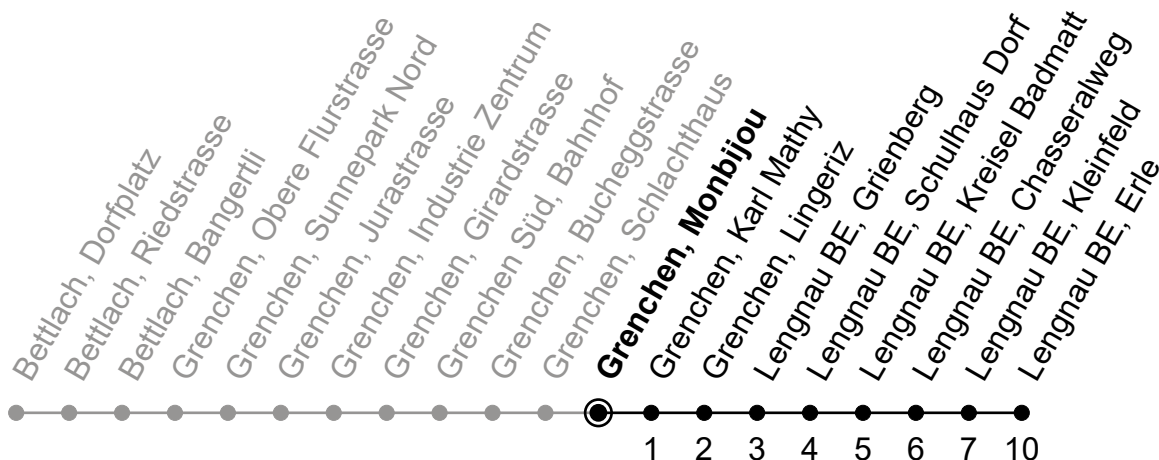 Bettlach, Dorfplatz
Bettlach, Riedstrasse
Bettlach, Bangertli
Grenchen, Obere Flurstrasse
Grenchen, Sunnepark Nord
Grenchen, Jurastrasse
Grenchen, Industrie Zentrum
Grenchen, Girardstrasse
Grenchen Süd, Bahnhof
Grenchen, Bucheggstrasse
Grenchen, Schlachthaus
Grenchen, Monbijou
Grenchen, Karl Mathy
Grenchen, Lingeriz
Lengnau BE, Grienberg
Lengnau BE, Schulhaus Dorf
Lengnau BE, Kreisel Badmatt
Lengnau BE, Chasseralweg
Lengnau BE, Kleinfeld
Lengnau BE, Erle
1 2 3 4 5 6 7 10